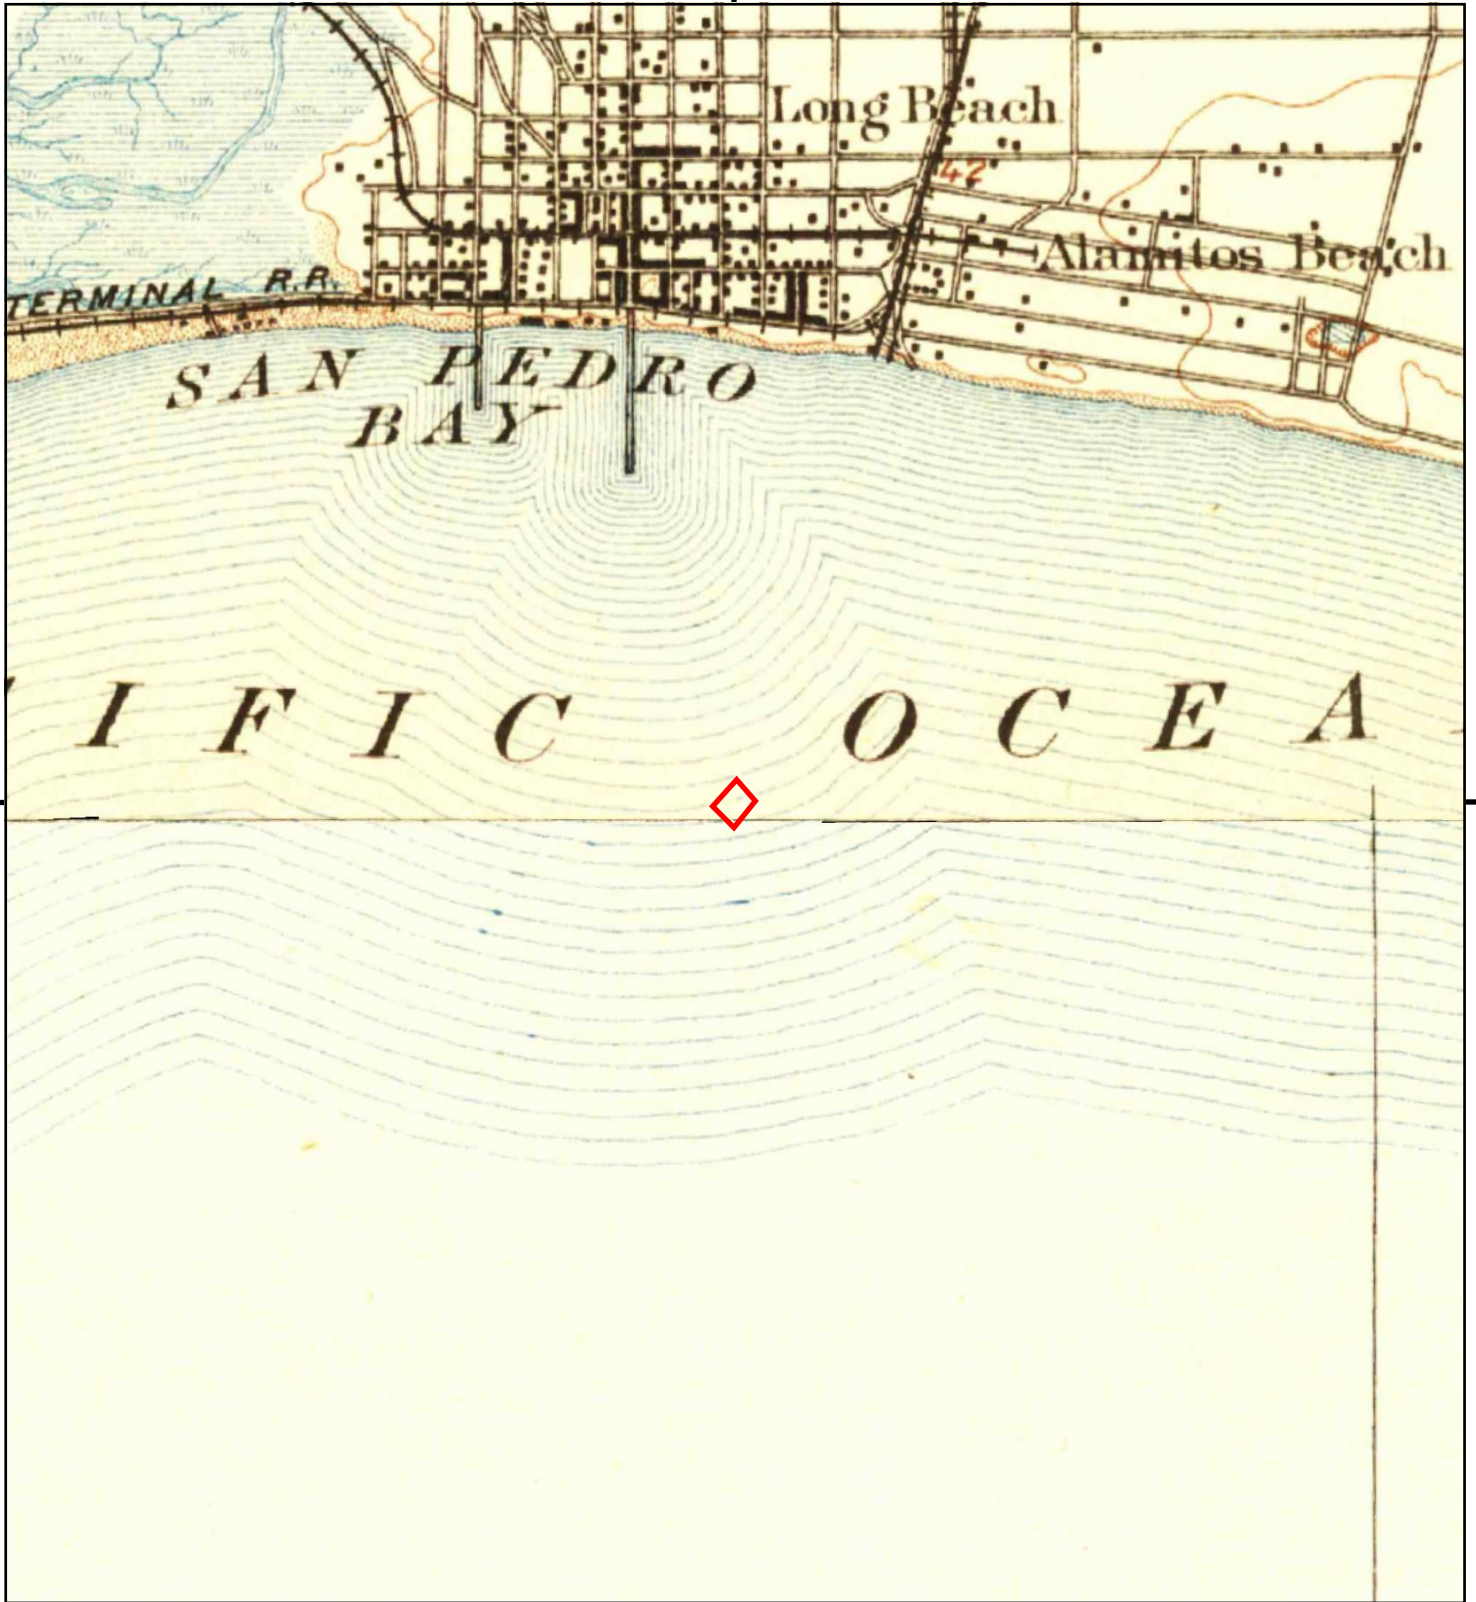 Long Beach
42
Alamitos Beach
TERMINAL R.R.
SAN PEDRO
BAY
IFIC OCEA